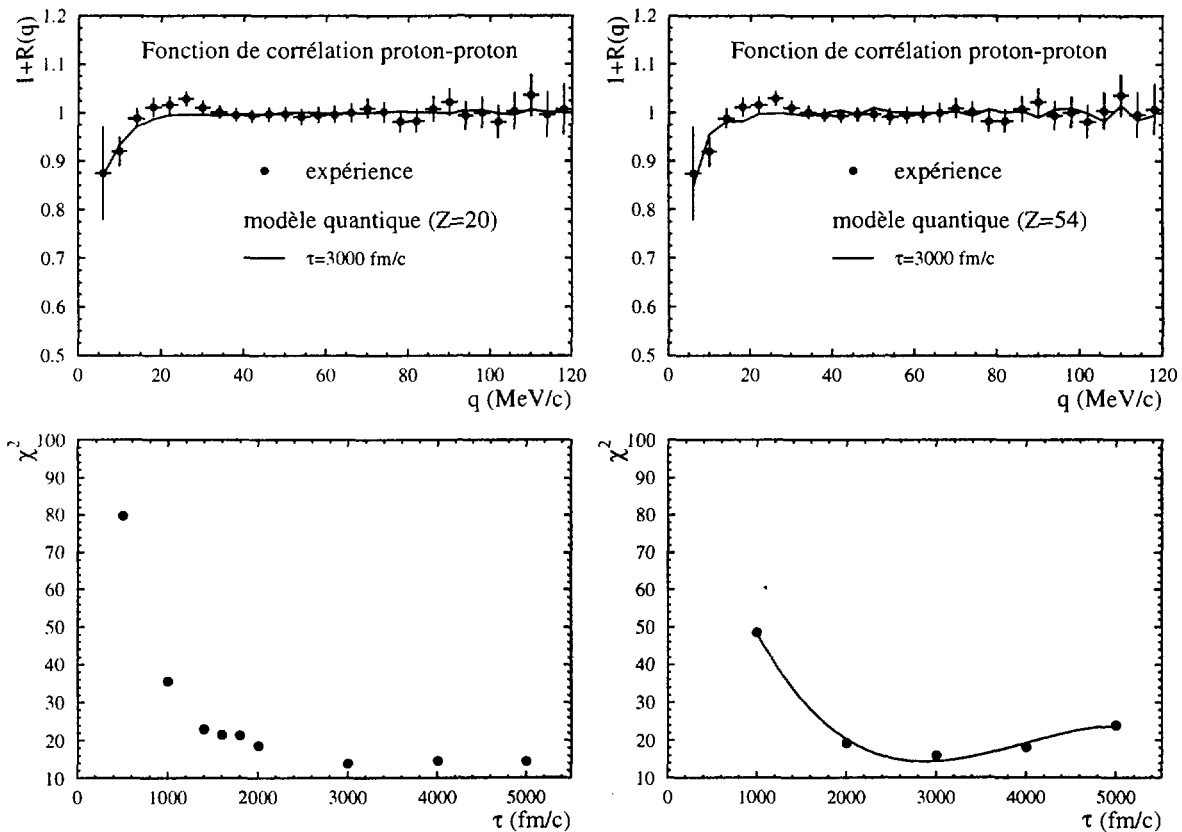 1+R(q)
1.2
1.1
1
0.9
0.8
0.7
0.6
0.5
Fonction de corrélation proton-proton
expérience
modèle quantique (Z=20)
τ=3000 fm/c
0 20 40 60 80 100 120
q (MeV/c)
1+R(q)
1.2
1.1
1
0.9
0.8
0.7
0.6
0.5
Fonction de corrélation proton-proton
expérience
modèle quantique (Z=54)
τ=3000 fm/c
0 20 40 60 80 100 120
q (MeV/c)
χ²
100
90
80
70
60
50
40
30
20
10
0 1000 2000 3000 4000 5000
τ (fm/c)
χ²
100
90
80
70
60
50
40
30
20
10
0 1000 2000 3000 4000 5000
τ (fm/c)